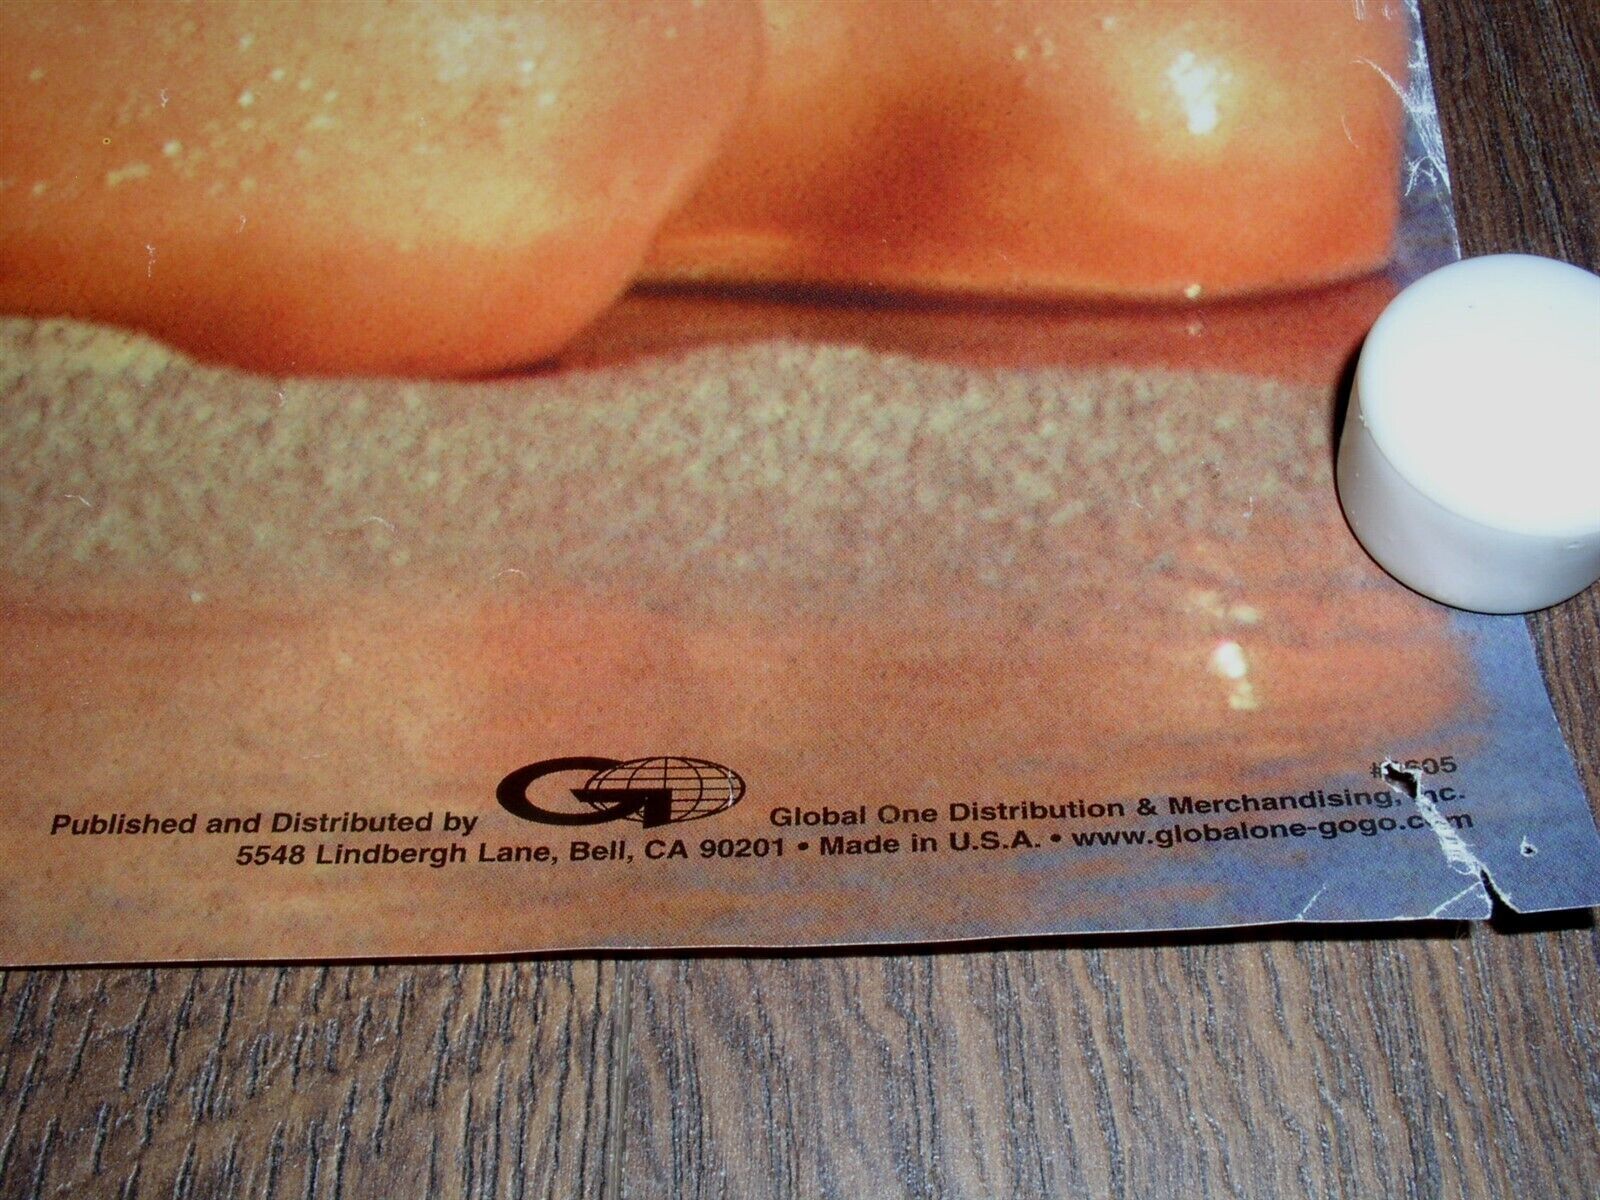 Published and Distributed by G1 Global One Distribution & Merchandising, Inc.
5548 Lindbergh Lane, Bell, CA 90201 • Made in U.S.A. • www.globalone-gogo.com